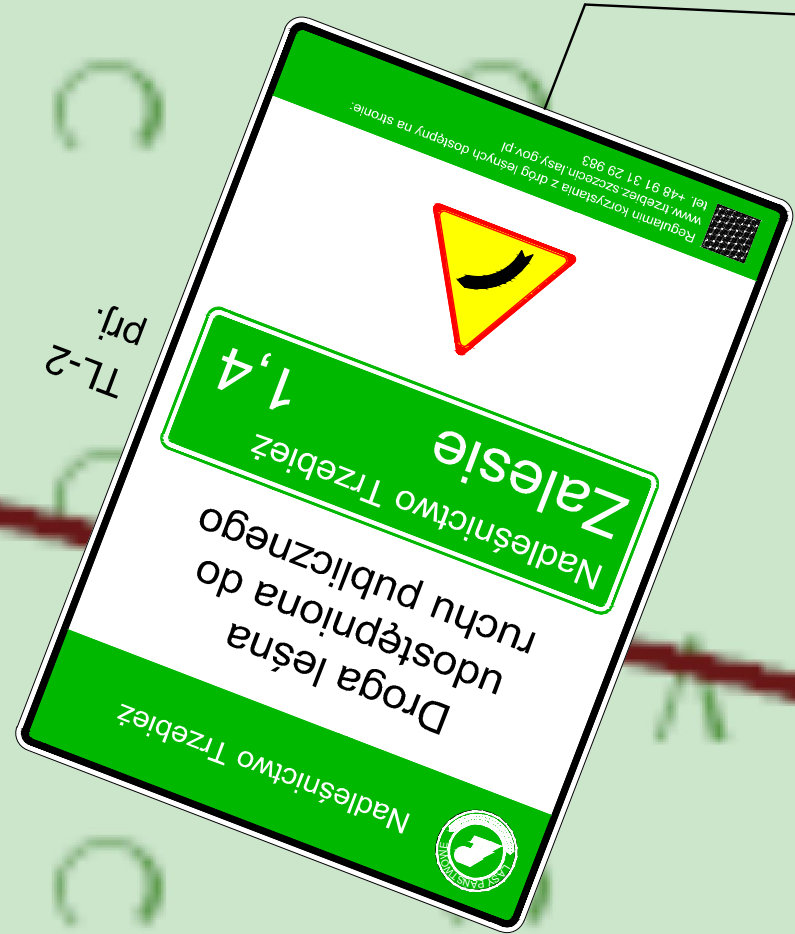 LASY PAŃSTWOWE
Nadleśnictwo Trzebież
Droga leśna
udostępniona do
ruchu publicznego
Nadleśnictwo Trzebież
Zalesie
1,4
Regulamin korzystania z dróg leśnych dostępny na stronie:
www.trzebiez.szczecin.lasy.gov.pl
tel. +48 91 31 29 983
TL-2
prj.